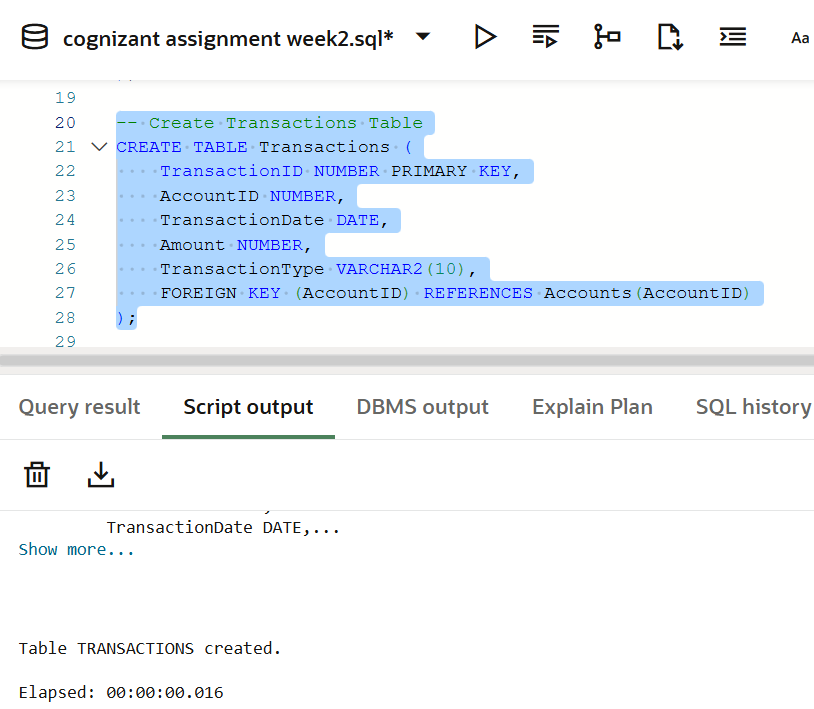 cognizant assignment week2.sql*
Aa
19
20 -- Create Transactions Table
21 CREATE TABLE Transactions (
22 TransactionID NUMBER PRIMARY KEY,
23 AccountID NUMBER,
24 TransactionDate DATE,
25 Amount NUMBER,
26 TransactionType VARCHAR2(10),
27 FOREIGN KEY (AccountID) REFERENCES Accounts(AccountID)
28 );
29
Query result Script output DBMS output Explain Plan SQL history
TransactionDate DATE,...
Show more...
Table TRANSACTIONS created.
Elapsed: 00:00:00.016